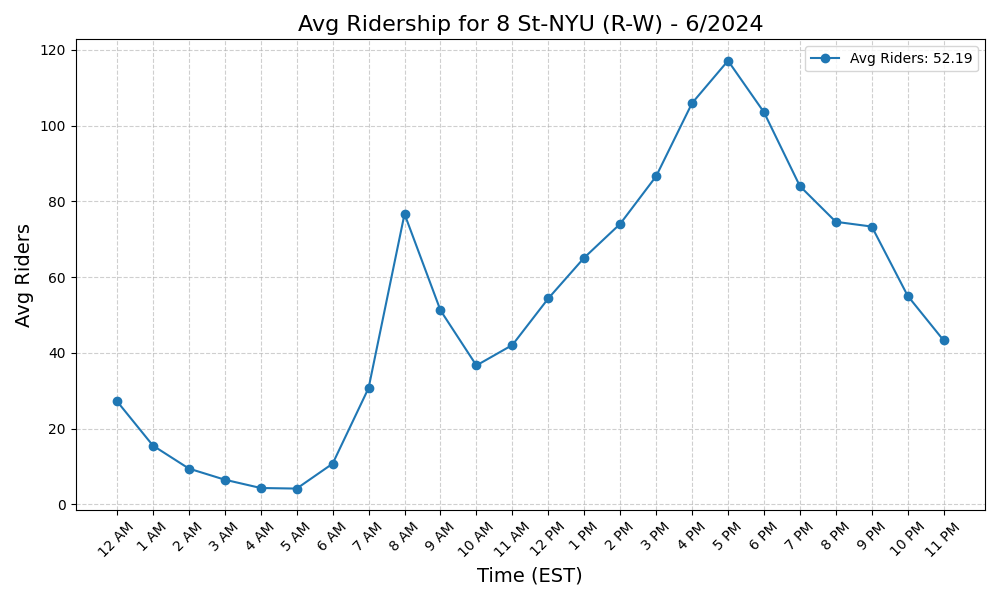 Avg Ridership for 8 St-NYU (R-W) - 6/2024
Avg Riders: 52.19
Avg Riders
120
100
80
60
40
20
0
12 AM
1 AM
2 AM
3 AM
4 AM
5 AM
6 AM
7 AM
8 AM
9 AM
10 AM
11 AM
12 PM
1 PM
2 PM
3 PM
4 PM
5 PM
6 PM
7 PM
8 PM
9 PM
10 PM
11 PM
Time (EST)